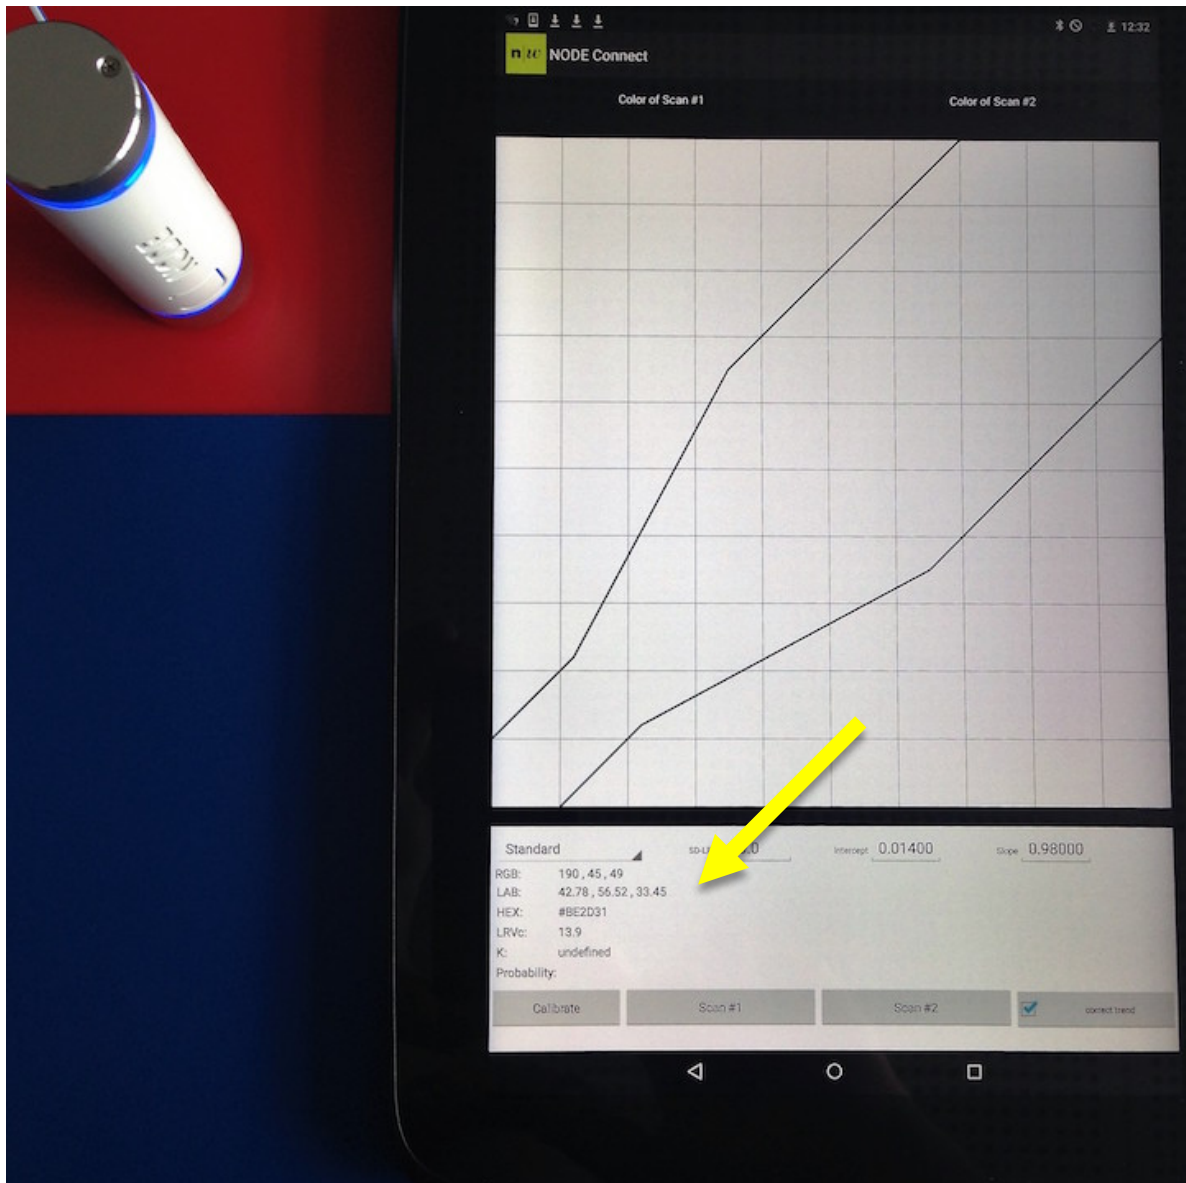 12:32
n|w NODE Connect
Color of Scan #1 Color of Scan #2
Standard Intercept 0.01400 Slope 0.98000
RGB: 190 , 45 , 49
LAB: 42.78 , 56.52 , 33.45
HEX: #BE2D31
LRVc: 13.9
K: undefined
Probability:
Calibrate Scan #1 Scan #2 correct trend